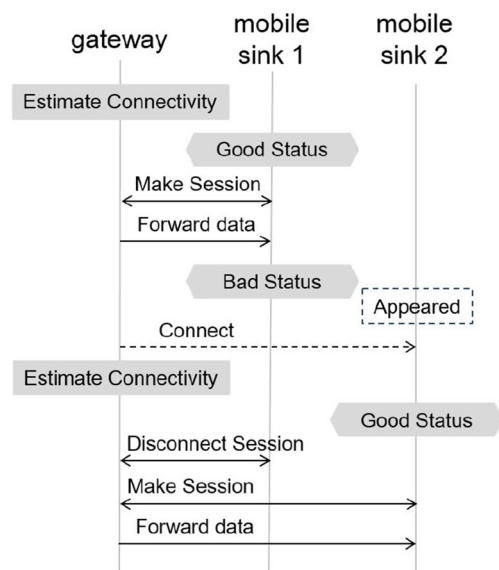 gateway
mobile
sink 1
mobile
sink 2
Estimate Connectivity
Good Status
Make Session
Forward data
Bad Status
Appeared
Connect
Estimate Connectivity
Good Status
Disconnect Session
Make Session
Forward data